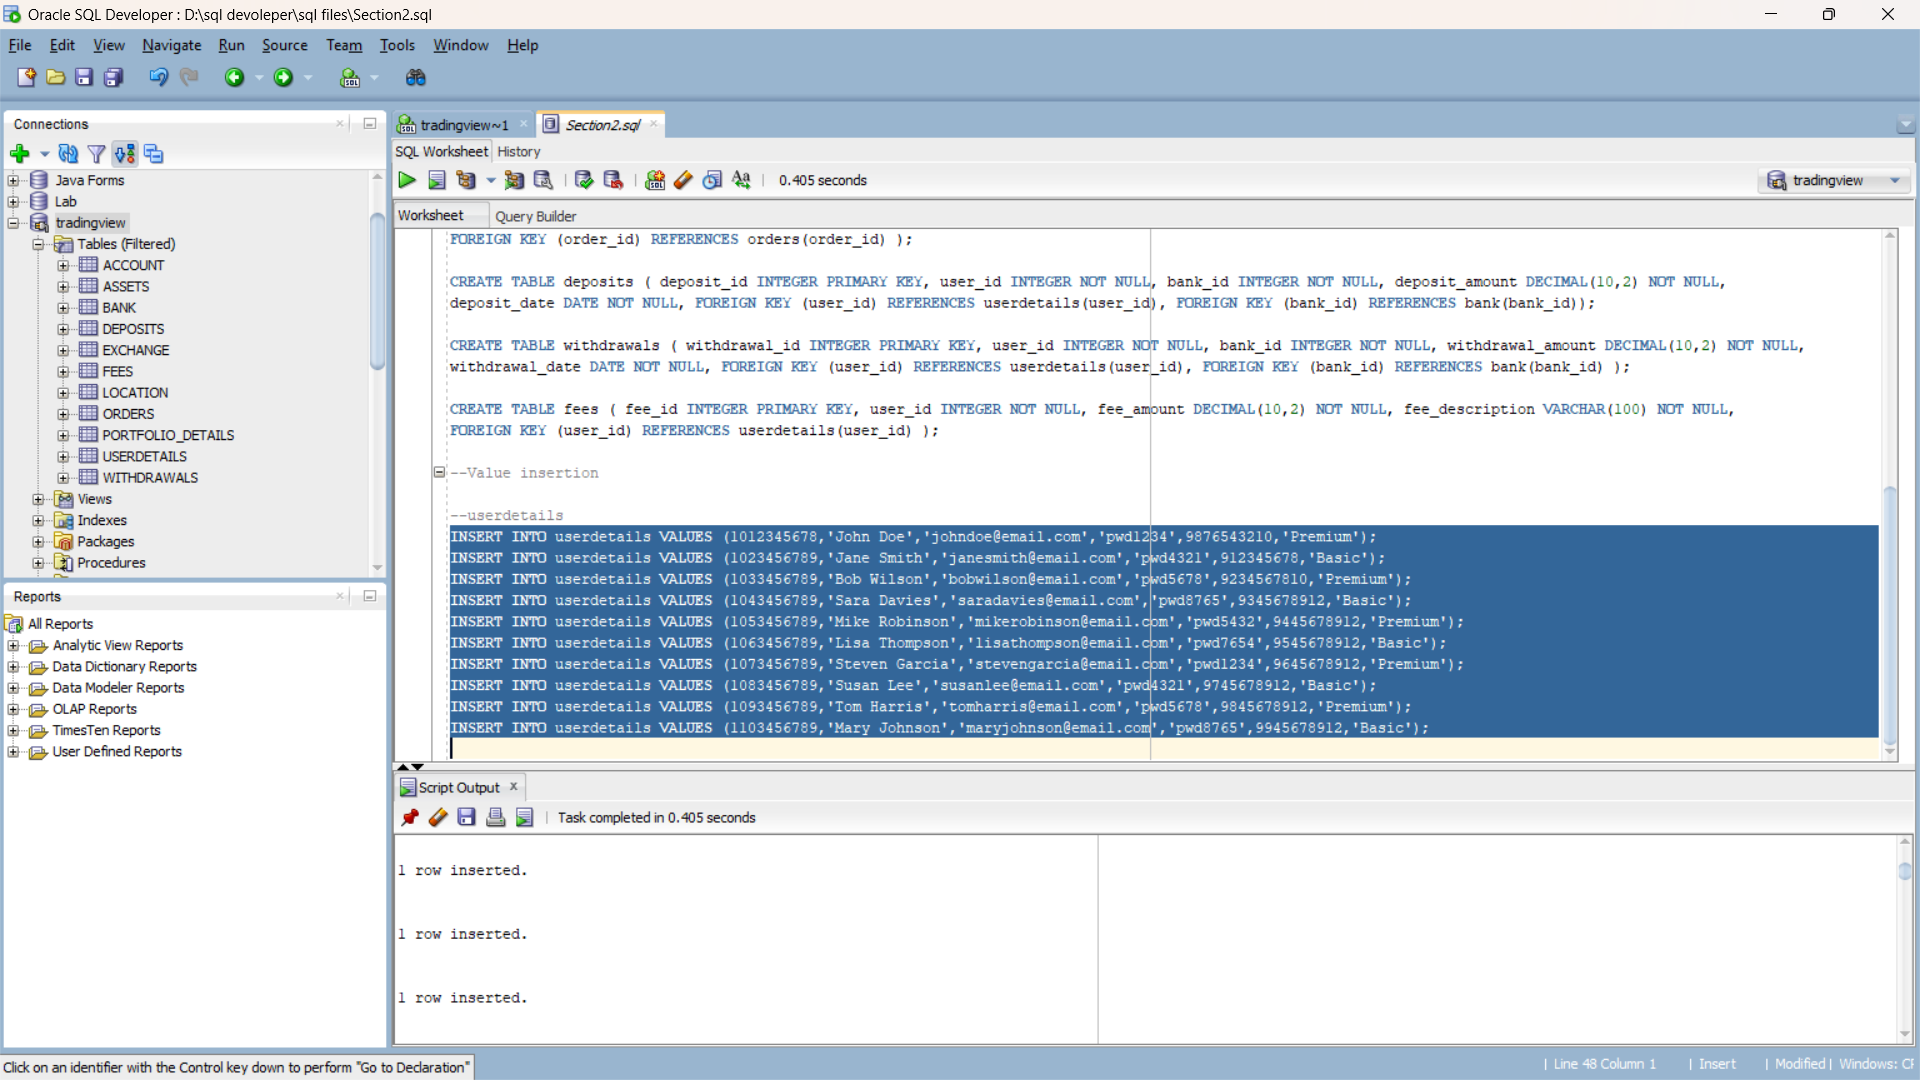 Oracle SQL Developer : D:\sql devoleper\sql files\Section2.sql
File Edit View Navigate Run Source Team Tools Window Help
Connections
Java Forms
Lab
tradingview
Tables (Filtered)
ACCOUNT
ASSETS
BANK
DEPOSITS
EXCHANGE
FEES
LOCATION
ORDERS
PORTFOLIO_DETAILS
USERDETAILS
WITHDRAWALS
Views
Indexes
Packages
Procedures
Reports
All Reports
Analytic View Reports
Data Dictionary Reports
Data Modeler Reports
OLAP Reports
TimesTen Reports
User Defined Reports
tradingview~1 Section2.sql
SQL Worksheet History
0.405 seconds
tradingview
Worksheet Query Builder
FOREIGN KEY (order_id) REFERENCES orders(order_id) );
CREATE TABLE deposits ( deposit_id INTEGER PRIMARY KEY, user_id INTEGER NOT NULL, bank_id INTEGER NOT NULL, deposit_amount DECIMAL(10,2) NOT NULL,
deposit_date DATE NOT NULL, FOREIGN KEY (user_id) REFERENCES userdetails(user_id), FOREIGN KEY (bank_id) REFERENCES bank(bank_id));
CREATE TABLE withdrawals ( withdrawal_id INTEGER PRIMARY KEY, user_id INTEGER NOT NULL, bank_id INTEGER NOT NULL, withdrawal_amount DECIMAL(10,2) NOT NULL,
withdrawal_date DATE NOT NULL, FOREIGN KEY (user_id) REFERENCES userdetails(user_id), FOREIGN KEY (bank_id) REFERENCES bank(bank_id) );
CREATE TABLE fees ( fee_id INTEGER PRIMARY KEY, user_id INTEGER NOT NULL, fee_amount DECIMAL(10,2) NOT NULL, fee_description VARCHAR(100) NOT NULL,
FOREIGN KEY (user_id) REFERENCES userdetails(user_id) );
--Value insertion
--userdetails
INSERT INTO userdetails VALUES (1012345678,'John Doe','johndoe@email.com','pwd1234',9876543210,'Premium');
INSERT INTO userdetails VALUES (1023456789,'Jane Smith','janesmith@email.com','pwd4321',912345678,'Basic');
INSERT INTO userdetails VALUES (1033456789,'Bob Wilson','bobwilson@email.com','pwd5678',9234567810,'Premium');
INSERT INTO userdetails VALUES (1043456789,'Sara Davies','saradavies@email.com','pwd8765',9345678912,'Basic');
INSERT INTO userdetails VALUES (1053456789,'Mike Robinson','mikerobinson@email.com','pwd5432',9445678912,'Premium');
INSERT INTO userdetails VALUES (1063456789,'Lisa Thompson','lisathompson@email.com','pwd7654',9545678912,'Basic');
INSERT INTO userdetails VALUES (1073456789,'Steven Garcia','stevengarcia@email.com','pwd1234',9645678912,'Premium');
INSERT INTO userdetails VALUES (1083456789,'Susan Lee','susanlee@email.com','pwd4321',9745678912,'Basic');
INSERT INTO userdetails VALUES (1093456789,'Tom Harris','tomharris@email.com','pwd5678',9845678912,'Premium');
INSERT INTO userdetails VALUES (1103456789,'Mary Johnson','maryjohnson@email.com','pwd8765',9945678912,'Basic');
Script Output
Task completed in 0.405 seconds
1 row inserted.
1 row inserted.
1 row inserted.
Click on an identifier with the Control key down to perform "Go to Declaration"
Line 48 Column 1 | Insert | Modified | Windows: